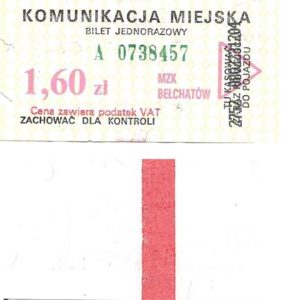 KOMUNIKACJA MIEJSKA
BILET JEDNORAZOWY
A 0738457
1,60 zł
MZK
BEŁCHATÓW
Cena zawiera podatek VAT
ZACHOWAĆ DLA KONTROLI
DO POJAZDU